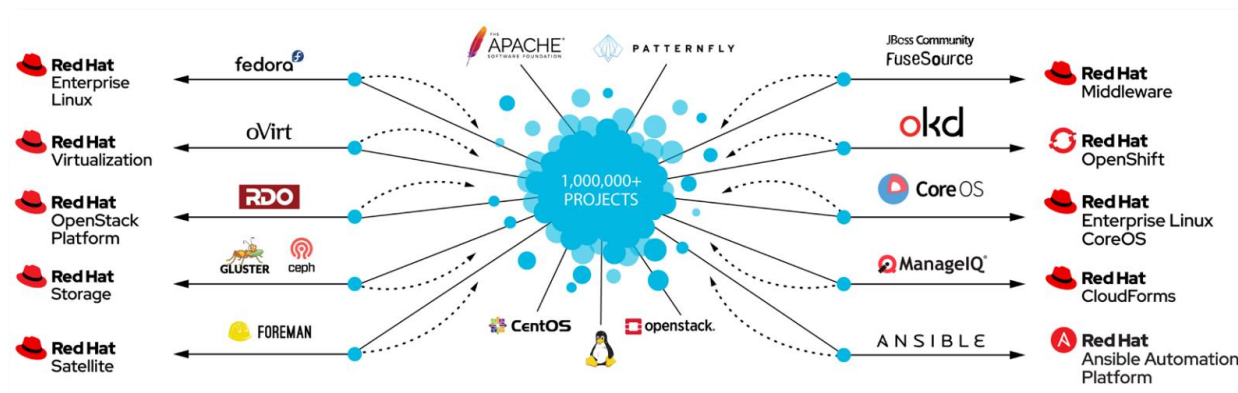 Red Hat
Enterprise
Linux
fedora
Red Hat
Virtualization
oVirt
Red Hat
OpenStack
Platform
RDO
Red Hat
Storage
GLUSTER
ceph
Red Hat
Satellite
FOREMAN
THE
APACHE®
SOFTWARE FOUNDATION
PATTERNFLY
1,000,000+
PROJECTS
CentOS
openstack.
JBoss Community
FuseSource
Red Hat
Middleware
okd
Red Hat
OpenShift
Core OS
Red Hat
Enterprise Linux
CoreOS
ManageIQ®
Red Hat
CloudForms
ANSIBLE
Red Hat
Ansible Automation
Platform